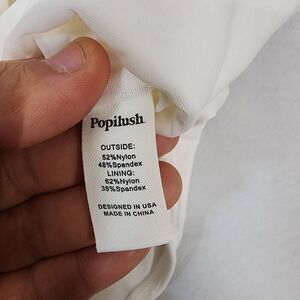 Popilush
OUTSIDE:
52%Nylon
48%Spandex
LINING:
62%Nylon
38%Spandex
DESIGNED IN USA
MADE IN CHINA